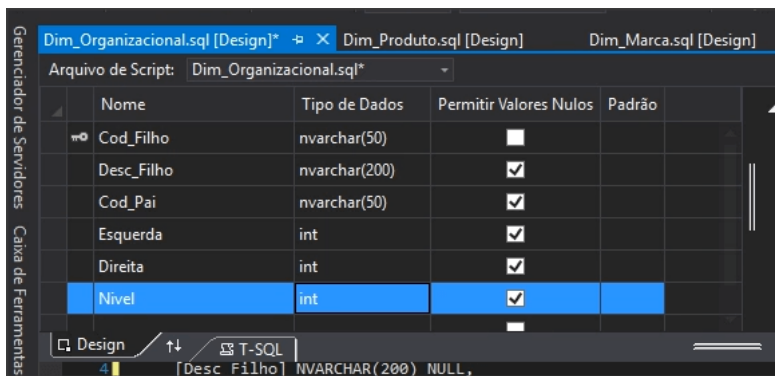 Dim_Organizacional.sql [Design]* Dim_Produto.sql [Design] Dim_Marca.sql [Design]
Arquivo de Script: Dim_Organizacional.sql*
Nome Tipo de Dados Permitir Valores Nulos Padrão
Cod_Filho nvarchar(50)
Desc_Filho nvarchar(200)
Cod_Pai nvarchar(50)
Esquerda int
Direita int
Nivel int
Design T-SQL
4 [Desc_Filho] NVARCHAR(200) NULL,
Gerenciador de Servidores
Caixa de Ferramentas